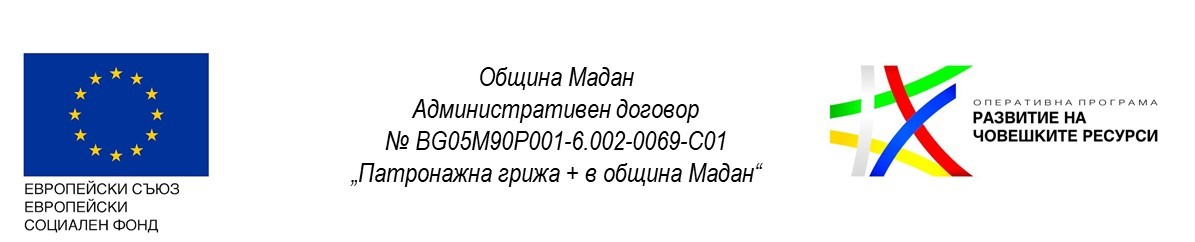 ЕВРОПЕЙСКИ СЪЮЗ
ЕВРОПЕЙСКИ
СОЦИАЛЕН ФОНД
Община Мадан
Административен договор
№ BG05M90P001-6.002-0069-C01
„Патронажна грижа + в община Мадан“
ОПЕРАТИВНА ПРОГРАМА
РАЗВИТИЕ НА
ЧОВЕШКИТЕ РЕСУРСИ